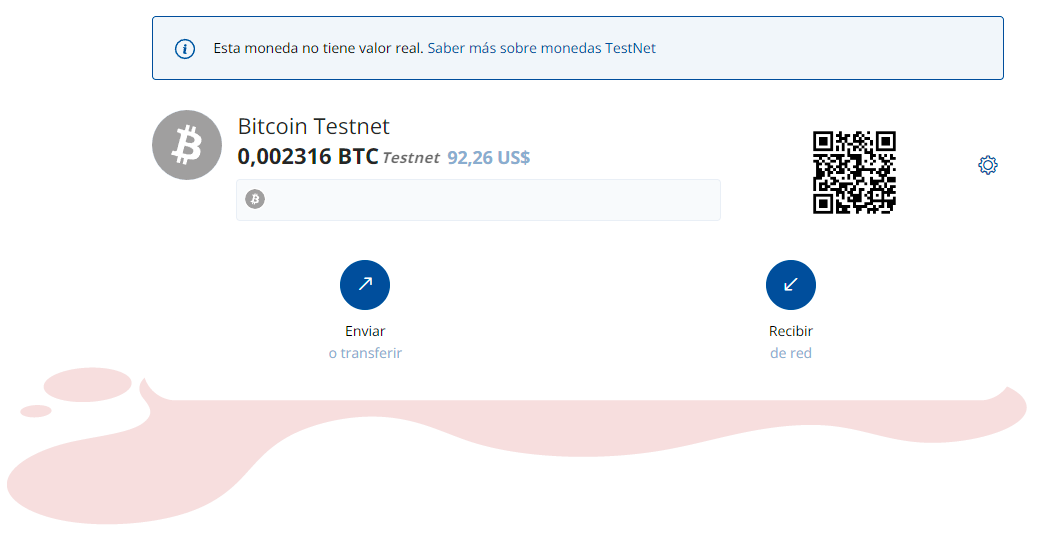 Esta moneda no tiene valor real. Saber más sobre monedas TestNet
Bitcoin Testnet
0,002316 BTC Testnet 92,26 US$
Enviar
o transferir
Recibir
de red